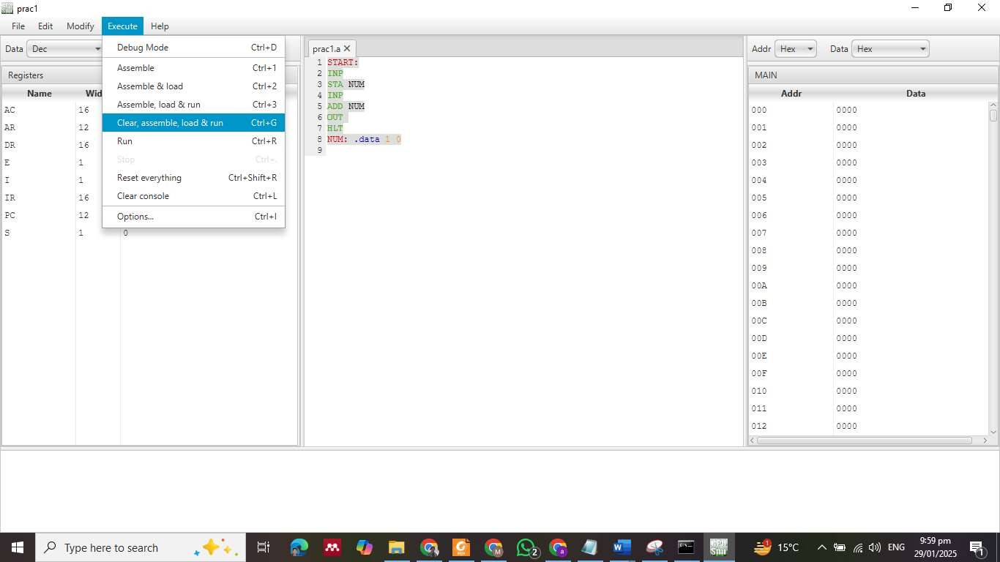 prac1
File Edit Modify Execute Help
Data Dec
Debug Mode Ctrl+D
Assemble Ctrl+1
Assemble & load Ctrl+2
Assemble, load & run Ctrl+3
Clear, assemble, load & run Ctrl+G
Run Ctrl+R
Stop Ctrl+.
Reset everything Ctrl+Shift+R
Clear console Ctrl+L
Options... Ctrl+I
Registers
Name Wid
AC 16
AR 12
DR 16
E 1
I 1
IR 16
PC 12
S 1 0
prac1.a
1 START:
2 INP
3 STA NUM
4 INP
5 ADD NUM
6 OUT
7 HLT
8 NUM: .data 1 0
9
Addr Hex Data Hex
MAIN
Addr Data
000 0000
001 0000
002 0000
003 0000
004 0000
005 0000
006 0000
007 0000
008 0000
009 0000
00A 0000
00B 0000
00C 0000
00D 0000
00E 0000
00F 0000
010 0000
011 0000
012 0000
Type here to search
2
M
a
1
15°C
ENG
9:59 pm
29/01/2025
1